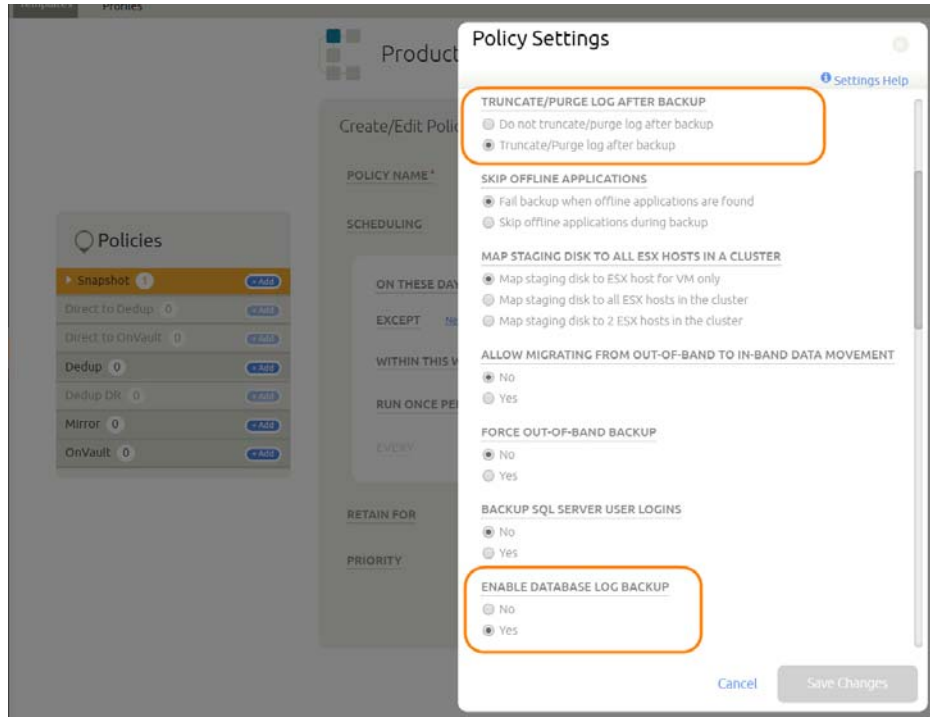 Templates Profiles
Product
Create/Edit Polic
POLICY NAME*
SCHEDULING
ON THESE DAY
EXCEPT Ne
WITHIN THIS W
RUN ONCE PER
EVERY
RETAIN FOR
PRIORITY
Policies
Snapshot 1 + Add
Direct to Dedup 0 + Add
Direct to OnVault 0 + Add
Dedup 0 + Add
Dedup DR 0 + Add
Mirror 0 + Add
OnVault 0 + Add
Policy Settings
Settings Help
TRUNCATE/PURGE LOG AFTER BACKUP
Do not truncate/purge log after backup
Truncate/Purge log after backup
SKIP OFFLINE APPLICATIONS
Fail backup when offline applications are found
Skip offline applications during backup
MAP STAGING DISK TO ALL ESX HOSTS IN A CLUSTER
Map staging disk to ESX host for VM only
Map staging disk to all ESX hosts in the cluster
Map staging disk to 2 ESX hosts in the cluster
ALLOW MIGRATING FROM OUT-OF-BAND TO IN-BAND DATA MOVEMENT
No
Yes
FORCE OUT-OF-BAND BACKUP
No
Yes
BACKUP SQL SERVER USER LOGINS
No
Yes
ENABLE DATABASE LOG BACKUP
No
Yes
Cancel Save Changes